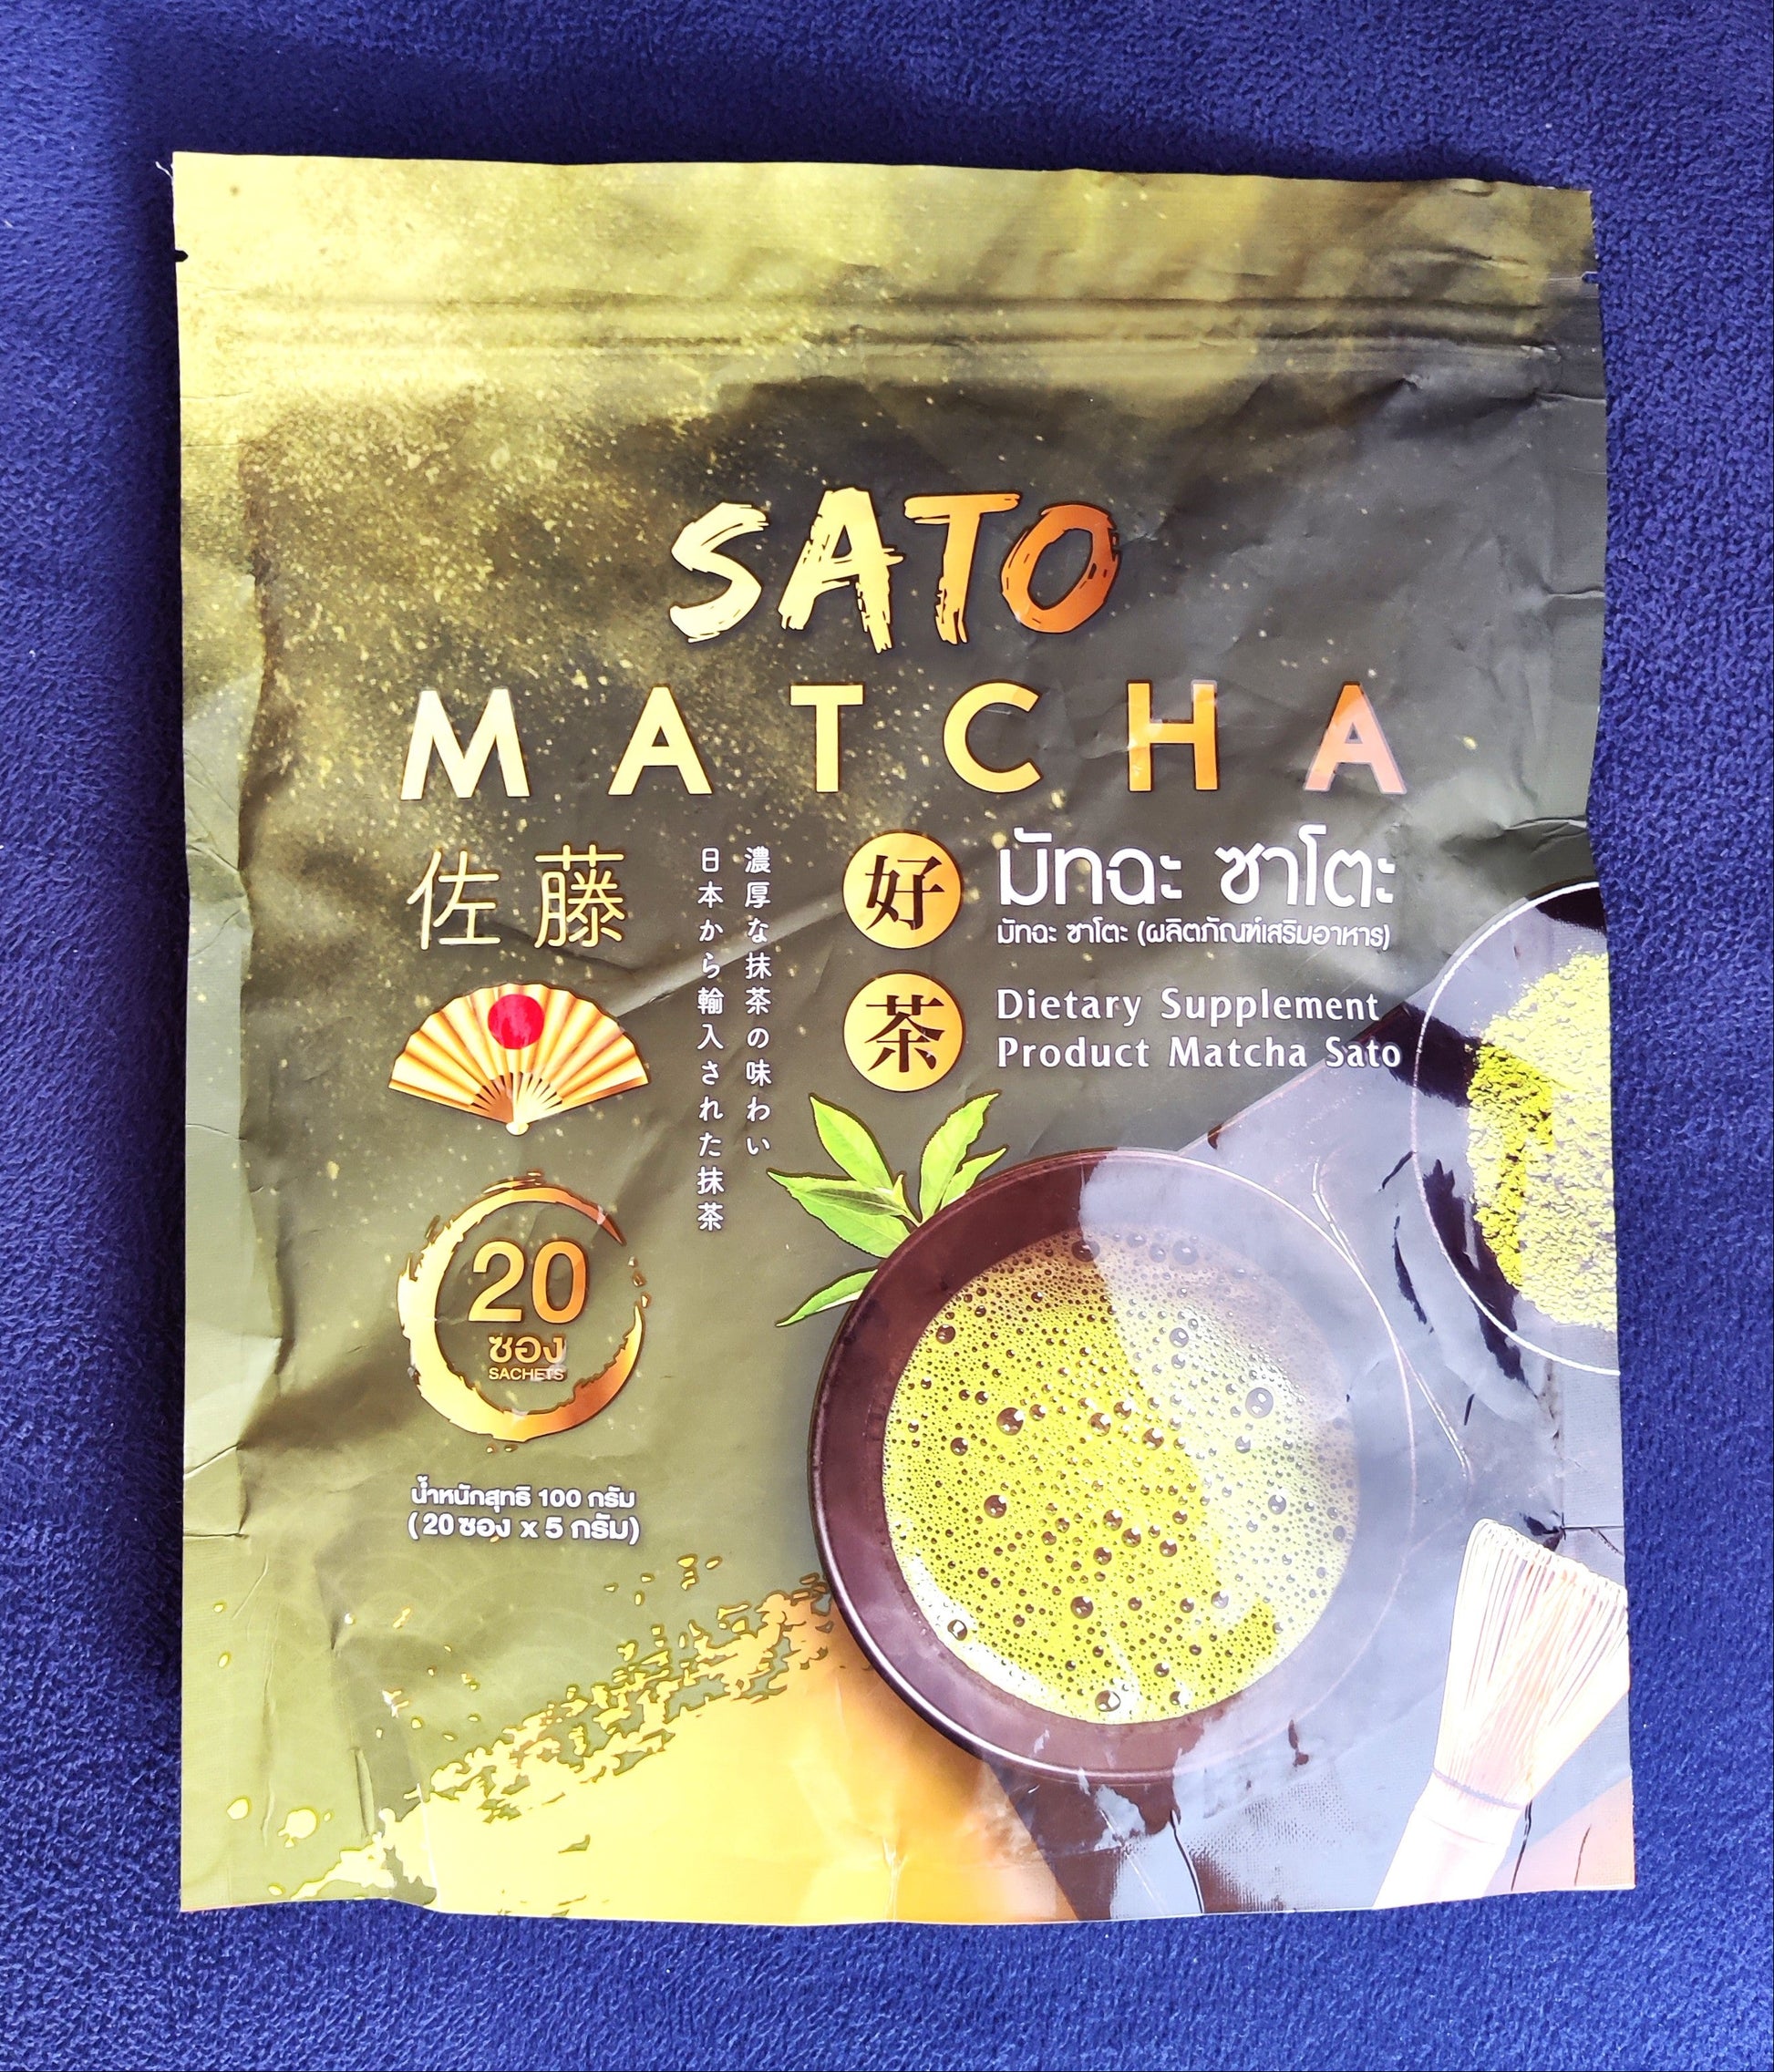 SATO
MATCHA
佐藤
濃厚な抹茶の味わい
日本から輸入された抹茶
好
茶
มัทฉะ ซาโตะ
มัทฉะ ซาโตะ (ผลิตภัณฑ์เสริมอาหาร)
Dietary Supplement
Product Matcha Sato
20
ซอง
SACHETS
น้ำหนักสุทธิ 100 กรัม
(20 ซอง x 5 กรัม)